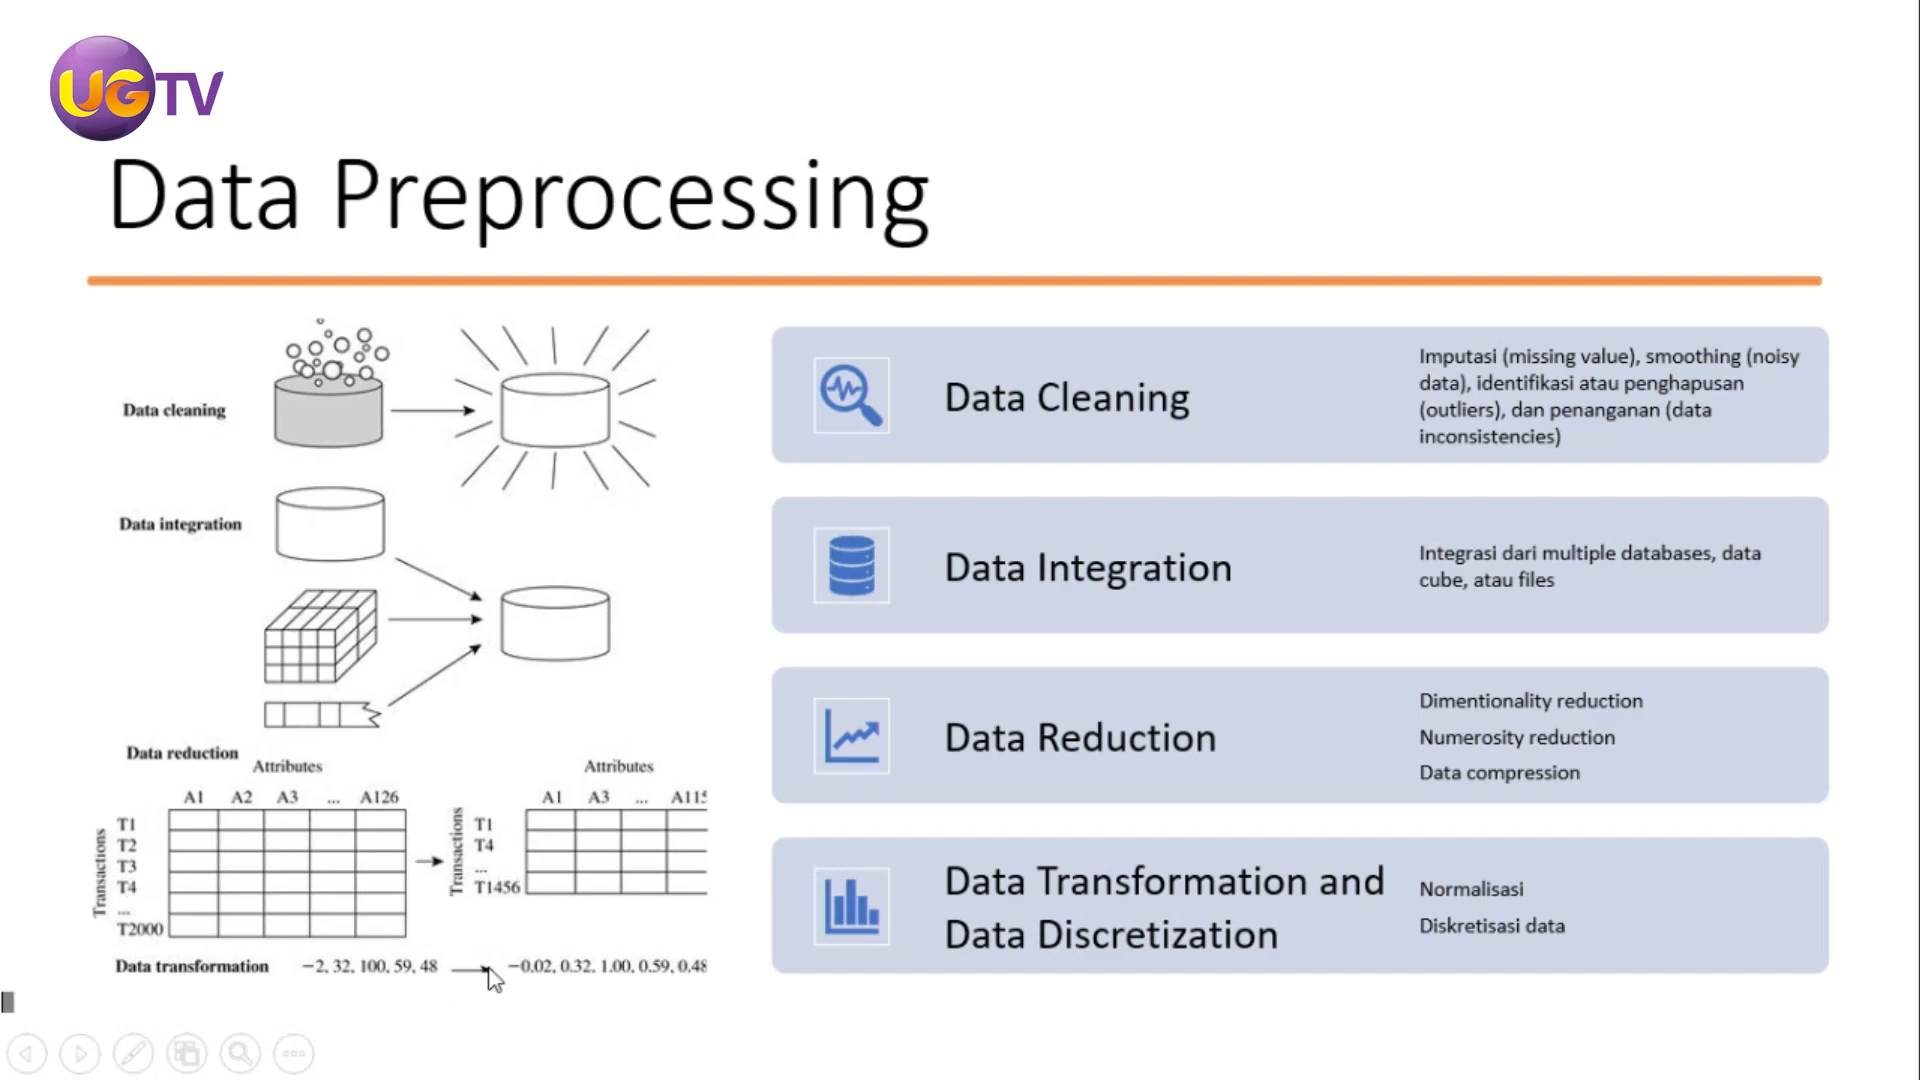 UGTV
Data Preprocessing
Data cleaning
Data integration
Data reduction
Attributes
A1 A2 A3 ... A126
Transactions
T1
T2
T3
T4
...
T2000
Attributes
A1 A3 ... A115
Transactions
T1
T4
...
T1456
Data transformation −2, 32, 100, 59, 48 −0.02, 0.32, 1.00, 0.59, 0.48
Data Cleaning
Imputasi (missing value), smoothing (noisy
data), identifikasi atau penghapusan
(outliers), dan penanganan (data
inconsistencies)
Data Integration
Integrasi dari multiple databases, data
cube, atau files
Data Reduction
Dimentionality reduction
Numerosity reduction
Data compression
Data Transformation and
Data Discretization
Normalisasi
Diskretisasi data